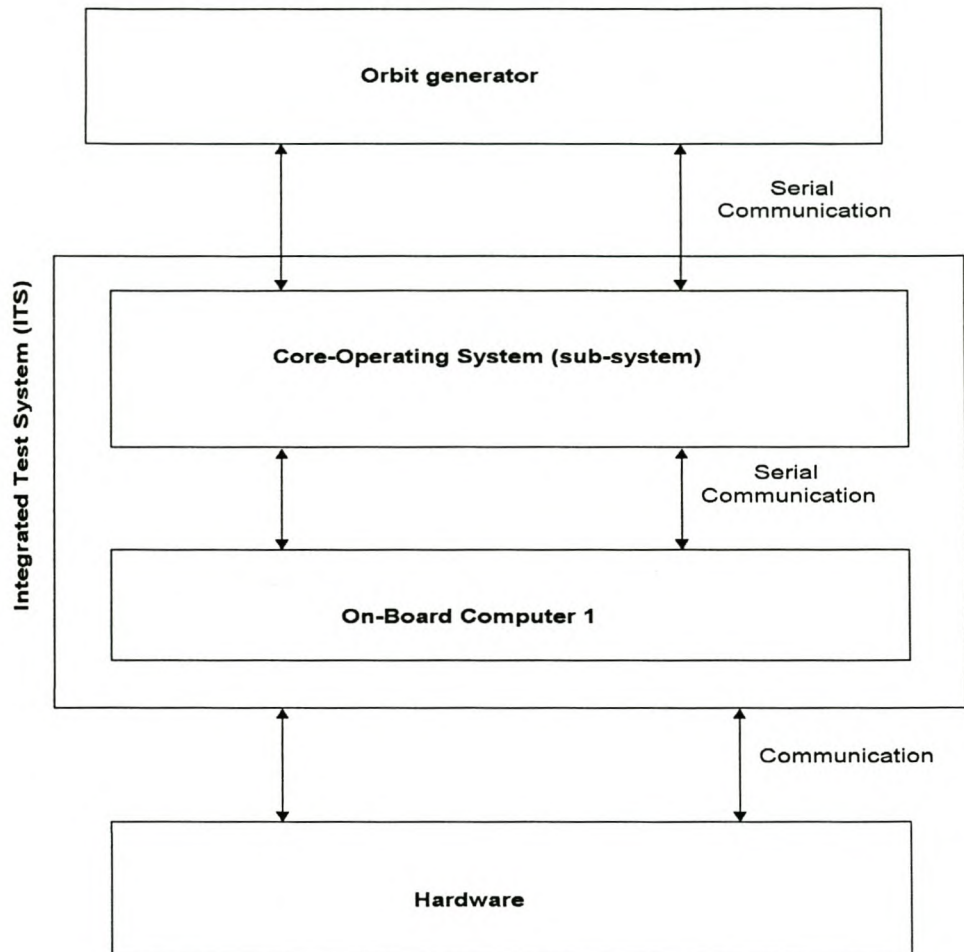 Orbit generator
Serial
Communication
Integrated Test System (ITS)
Core-Operating System (sub-system)
Serial
Communication
On-Board Computer 1
Communication
Hardware